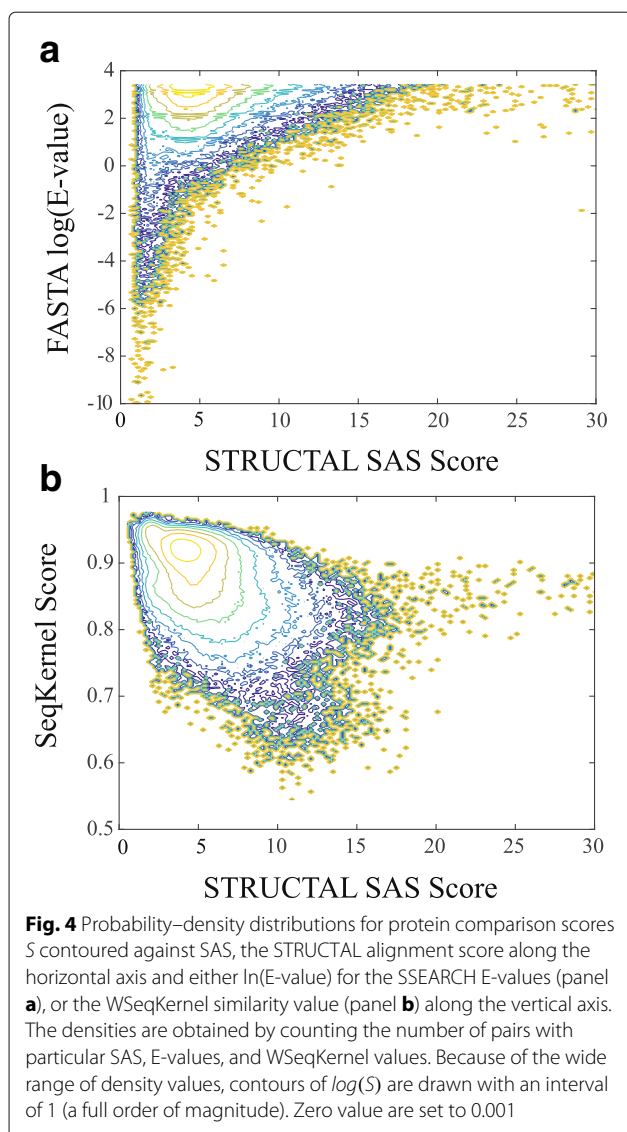 a
4
2
0
-2
-4
-6
-8
-10
FASTA log(E-value)
0 5 10 15 20 25 30
STRUCTAL SAS Score
b
1
0.9
0.8
0.7
0.6
0.5
SeqKernel Score
0 5 10 15 20 25 30
STRUCTAL SAS Score
Fig. 4 Probability–density distributions for protein comparison scores
S contoured against SAS, the STRUCTAL alignment score along the
horizontal axis and either ln(E-value) for the SSEARCH E-values (panel
a), or the WSeqKernel similarity value (panel b) along the vertical axis.
The densities are obtained by counting the number of pairs with
particular SAS, E-values, and WSeqKernel values. Because of the wide
range of density values, contours of log(S) are drawn with an interval
of 1 (a full order of magnitude). Zero value are set to 0.001